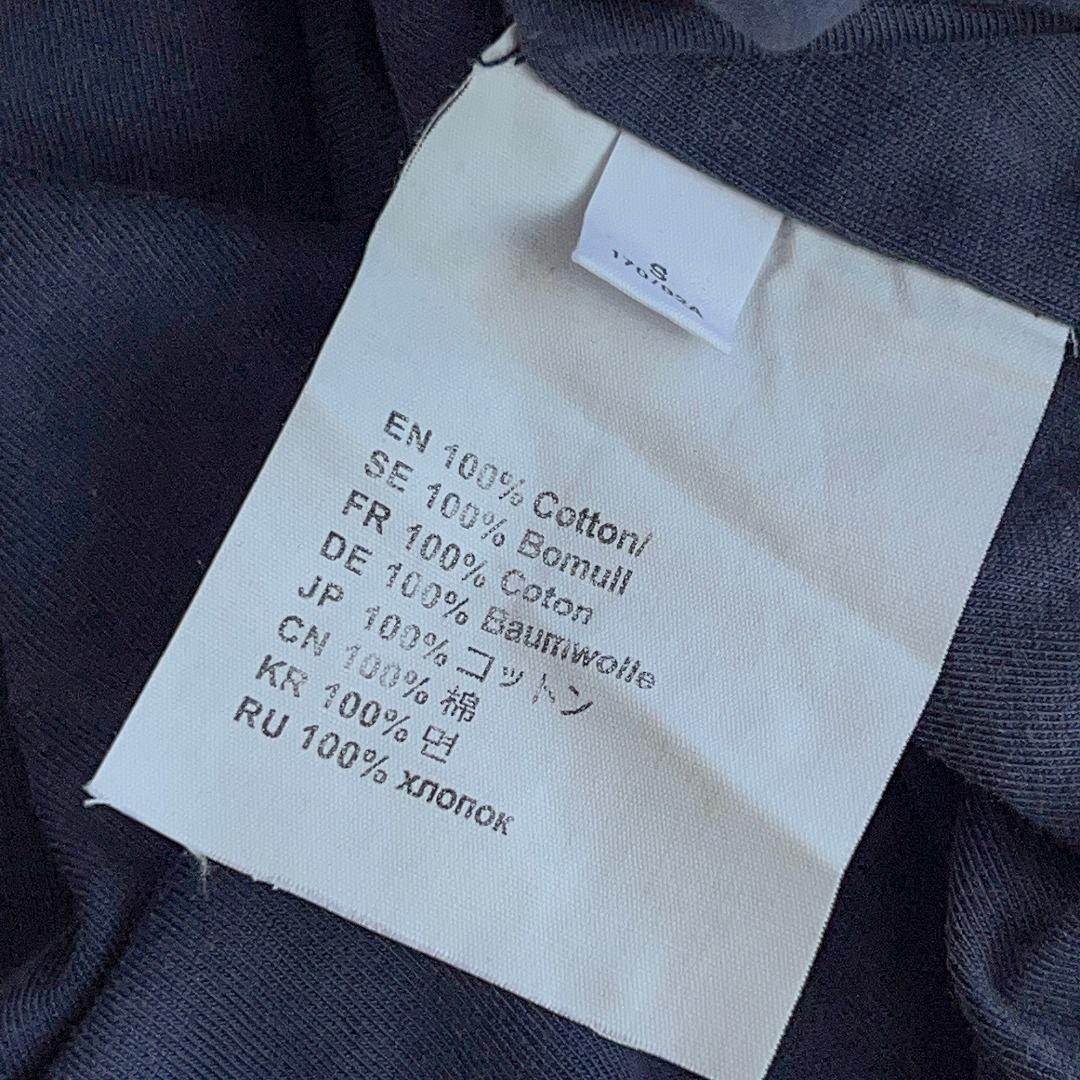 S
170/92A
EN 100% Cotton/
SE 100% Bomull
FR 100% Coton
DE 100% Baumwolle
JP 100% コットン
CN 100% 棉
KR 100% 면
RU 100% хлопок